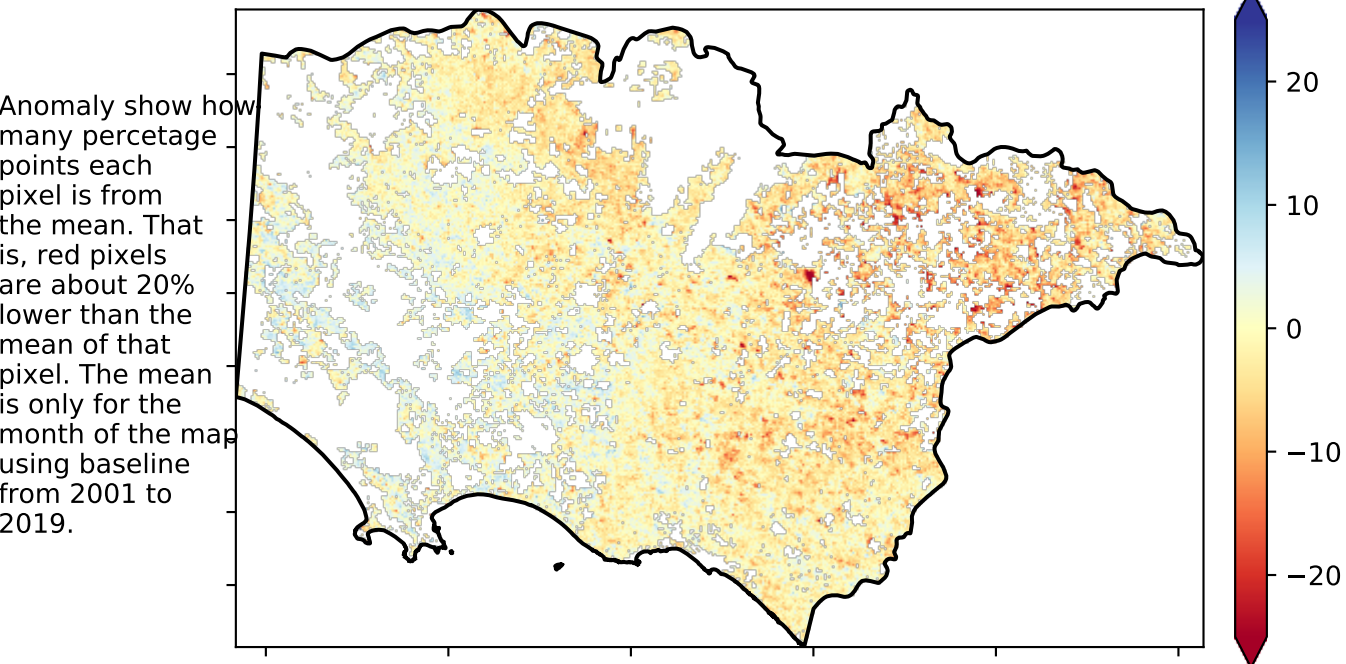 Anomaly show how
many percetage
points each
pixel is from
the mean. That
is, red pixels
are about 20%
lower than the
mean of that
pixel. The mean
is only for the
month of the map
using baseline
from 2001 to
2019.
20
10
0
−10
−20